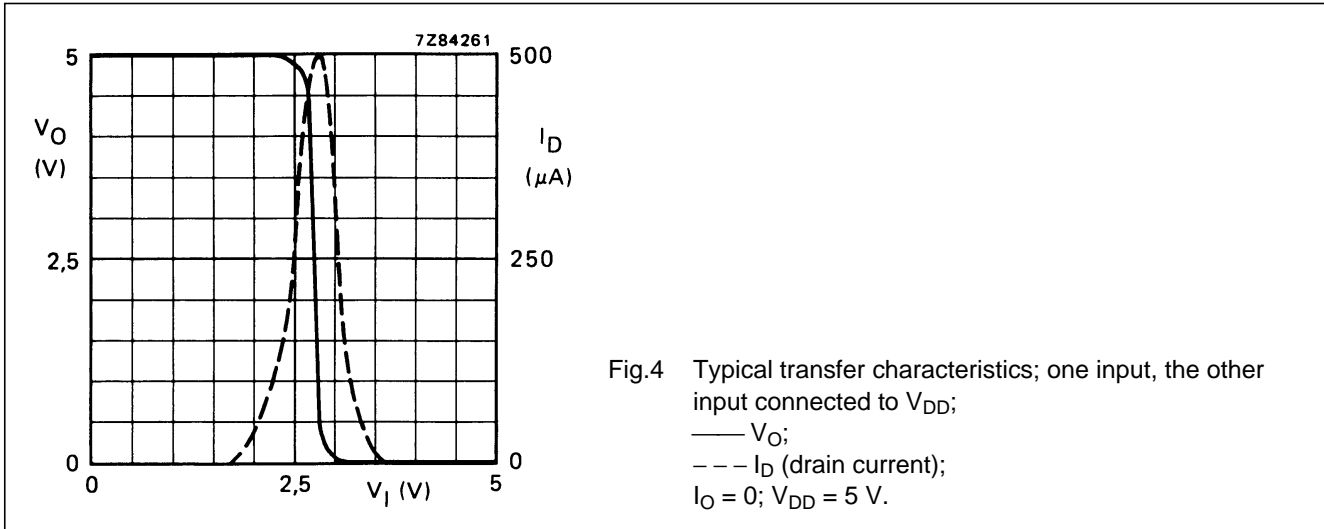 7Z84261
5
500
V_O
(V)
I_D
(μA)
2,5
250
0
0
0
2,5
V_I (V)
5
Fig.4 Typical transfer characteristics; one input, the other
input connected to V_DD;
—— V_O;
– – – I_D (drain current);
I_O = 0; V_DD = 5 V.